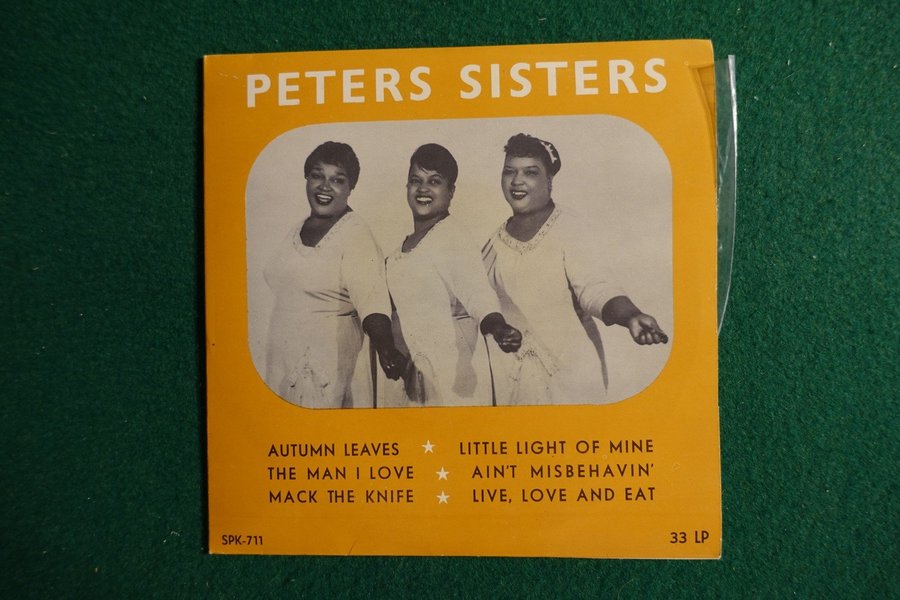 PETERS SISTERS
AUTUMN LEAVES ★ LITTLE LIGHT OF MINE
THE MAN I LOVE ★ AIN'T MISBEHAVIN'
MACK THE KNIFE ★ LIVE, LOVE AND EAT
SPK-711 33 LP